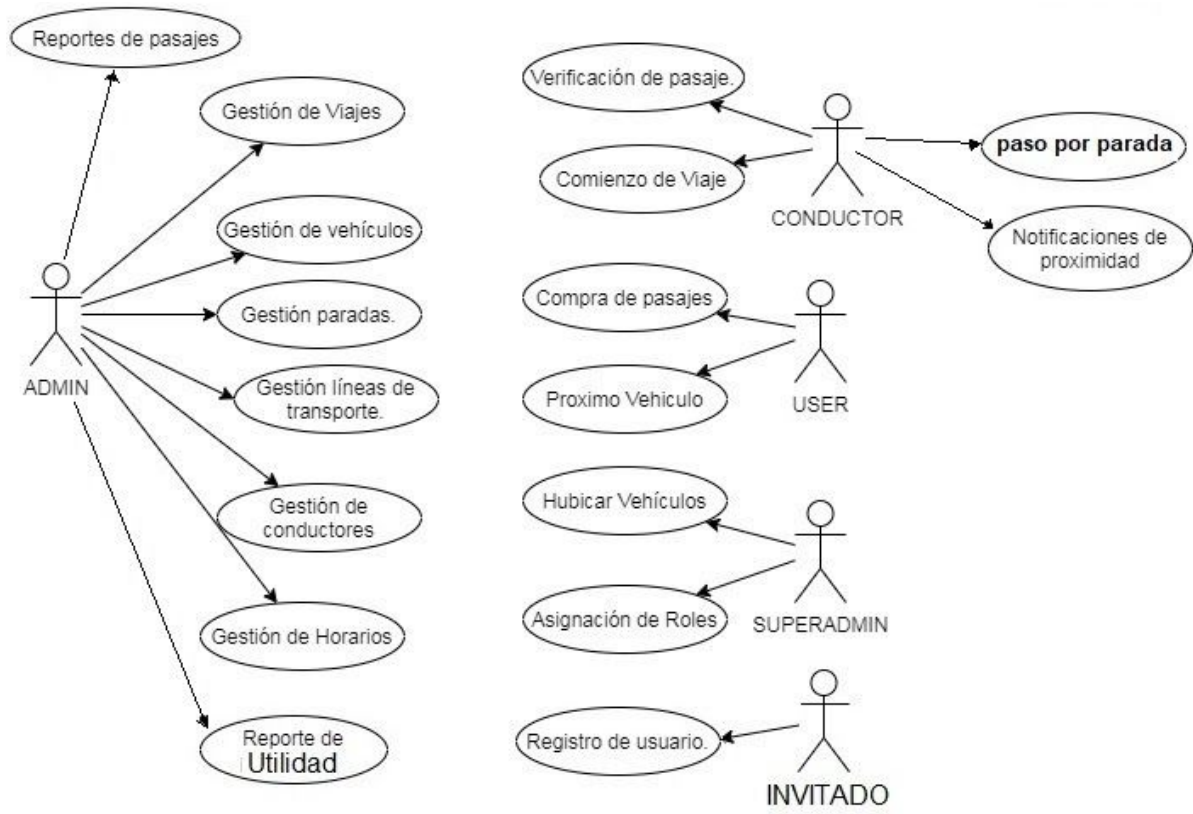 Reportes de pasajes
Gestión de Viajes
Gestión de vehículos
Gestión paradas.
ADMIN
Gestión líneas de
transporte.
Gestión de
conductores
Gestión de Horarios
Reporte de
Utilidad
Verificación de pasaje.
Comienzo de Viaje
CONDUCTOR
paso por parada
Notificaciones de
proximidad
Compra de pasajes
Proximo Vehiculo
USER
Hubicar Vehículos
Asignación de Roles
SUPERADMIN
Registro de usuario.
INVITADO